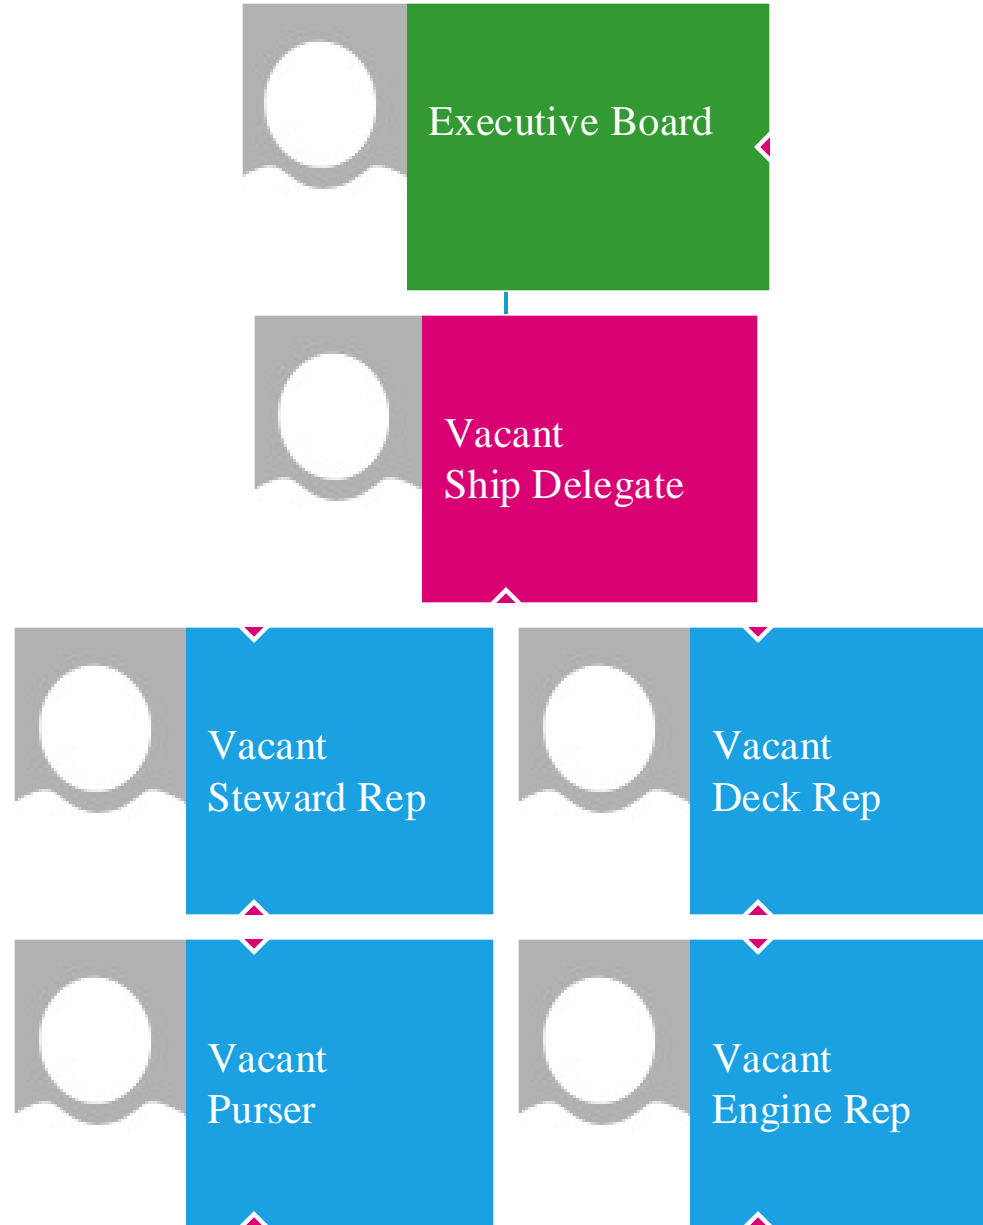 Executive Board
Vacant
Ship Delegate
Vacant
Steward Rep
Vacant
Deck Rep
Vacant
Purser
Vacant
Engine Rep